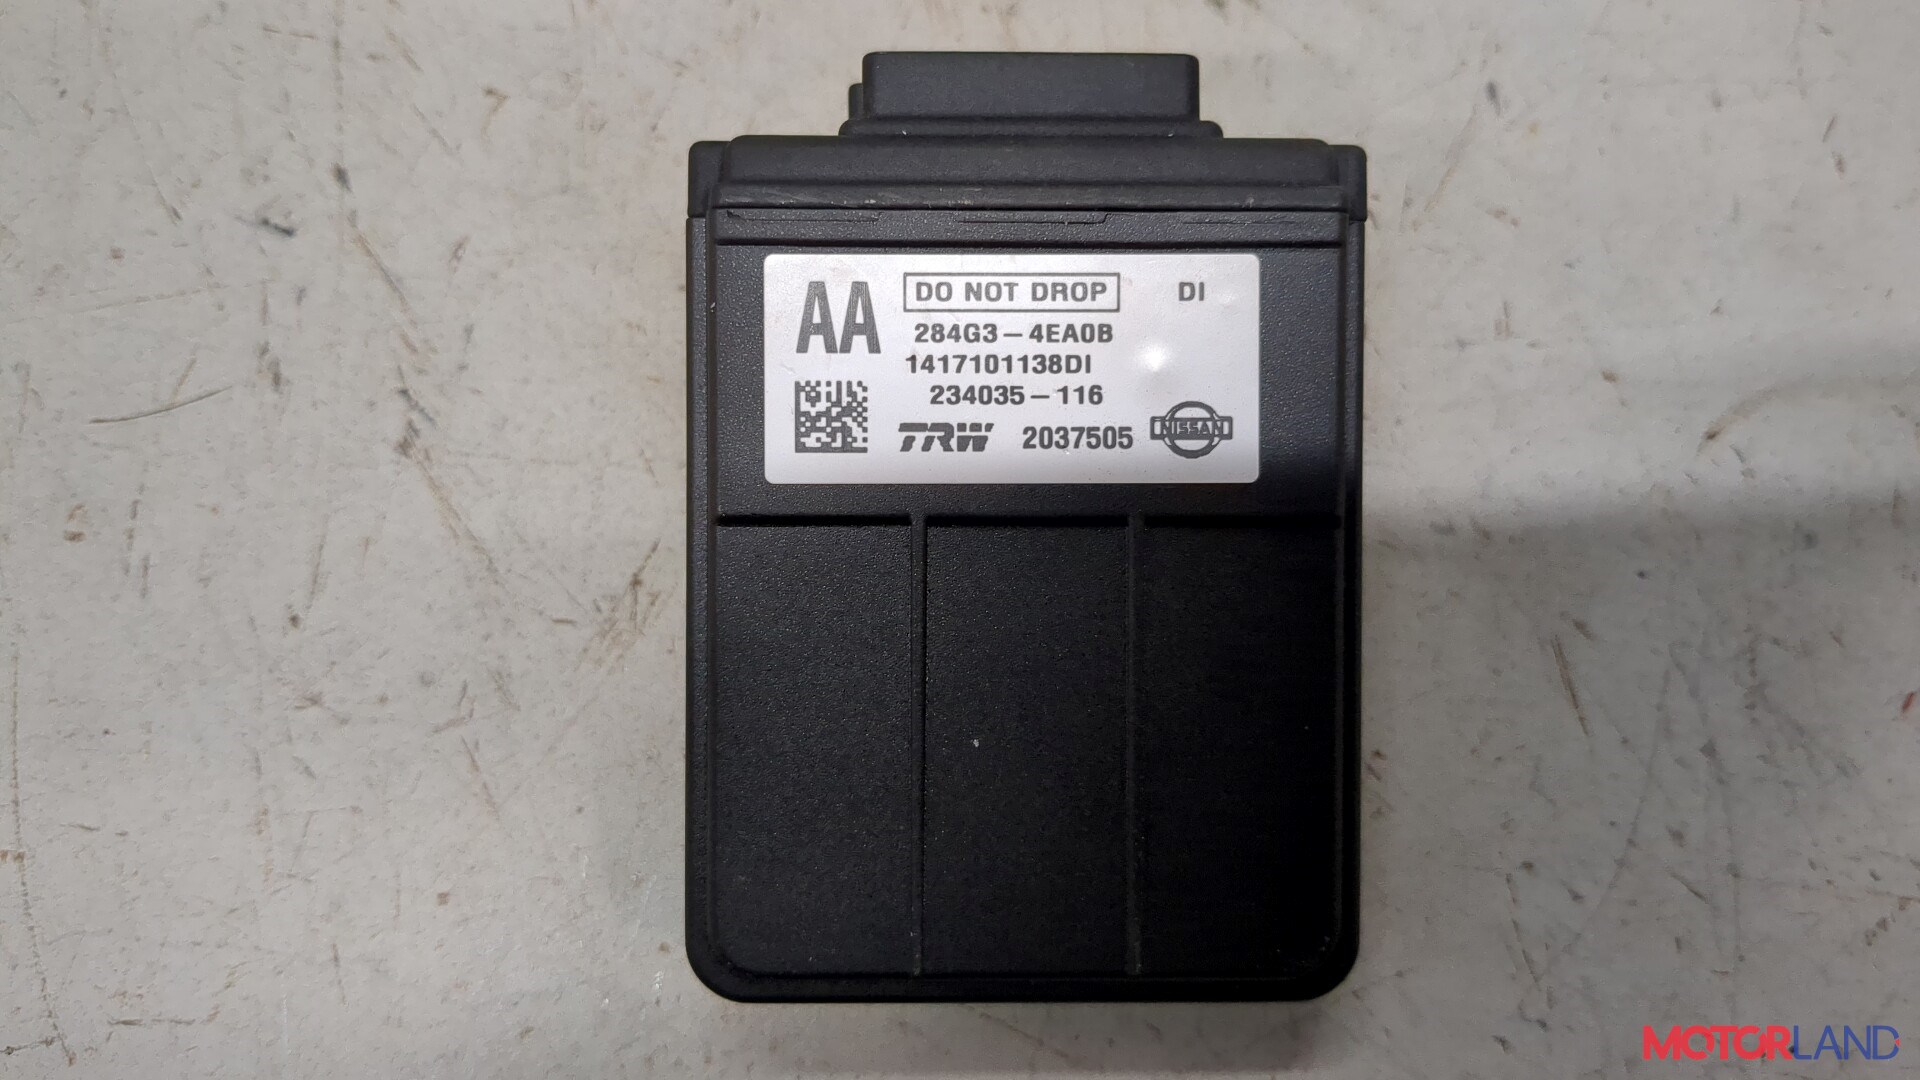 AA
DO NOT DROP
DI
284G3-4EA0B
1417101138DI
234035-116
TRW 2037505 NISSAN
MOTORLAND